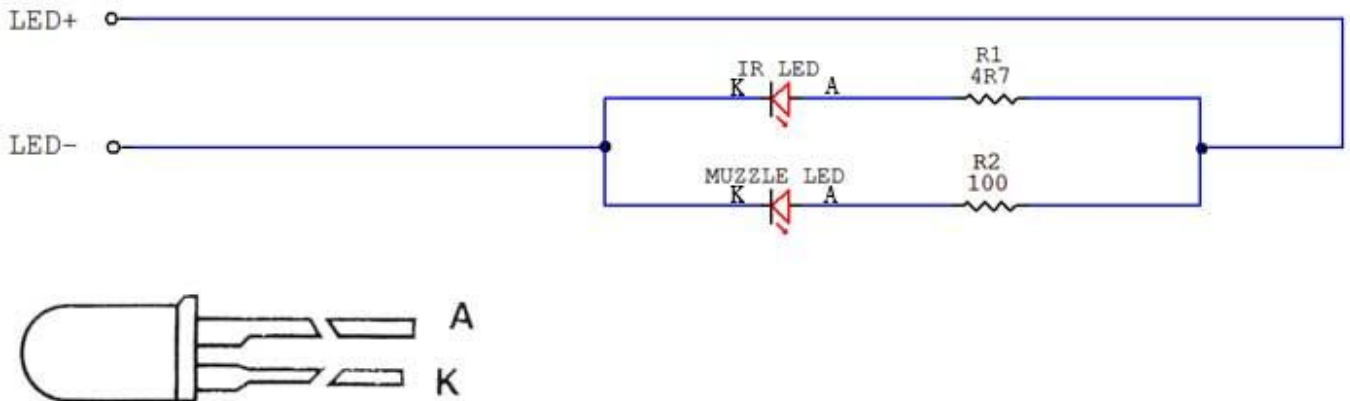 LED+
IR LED
R1
4R7
K
A
LED-
MUZZLE LED
R2
100
K
A
A
K